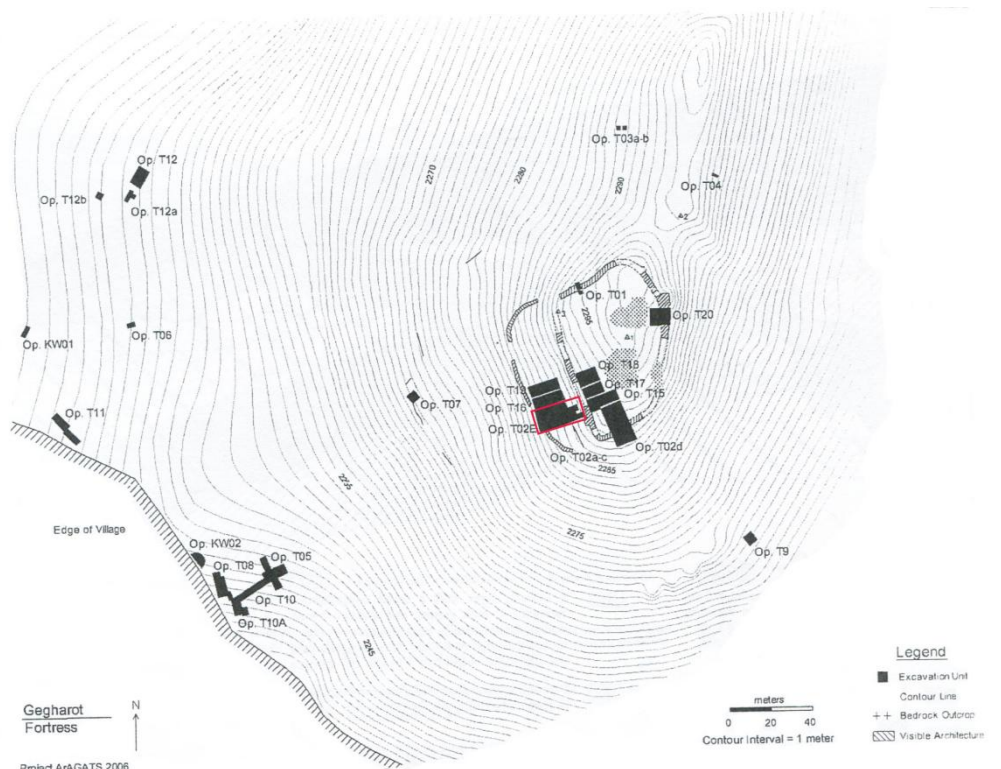 Op. T03a-b
Op. T12
2270
2280
2290
Op. T04
Op. T12b
Op. T12a
2
Op. T01
3
2295
Op. T20
Op. T06
1
Op. KW01
Op. T18
Op. T17
Op. T15
Op. T07
Op. T16
Op. T11
Op. T02E
Op. T02d
Op. T02a-c
2285
2255
Edge of Village
2275
Op. T9
Op. KW02
Op. T05
Op. T08
Op. T10
Op. T10A
2245
Legend
Excavation Unit
Contour Line
Bedrock Outcrop
Visible Architecture
meters
0 20 40
Contour Interval = 1 meter
Gegharot
Fortress
N
Project ArAGATS 2006